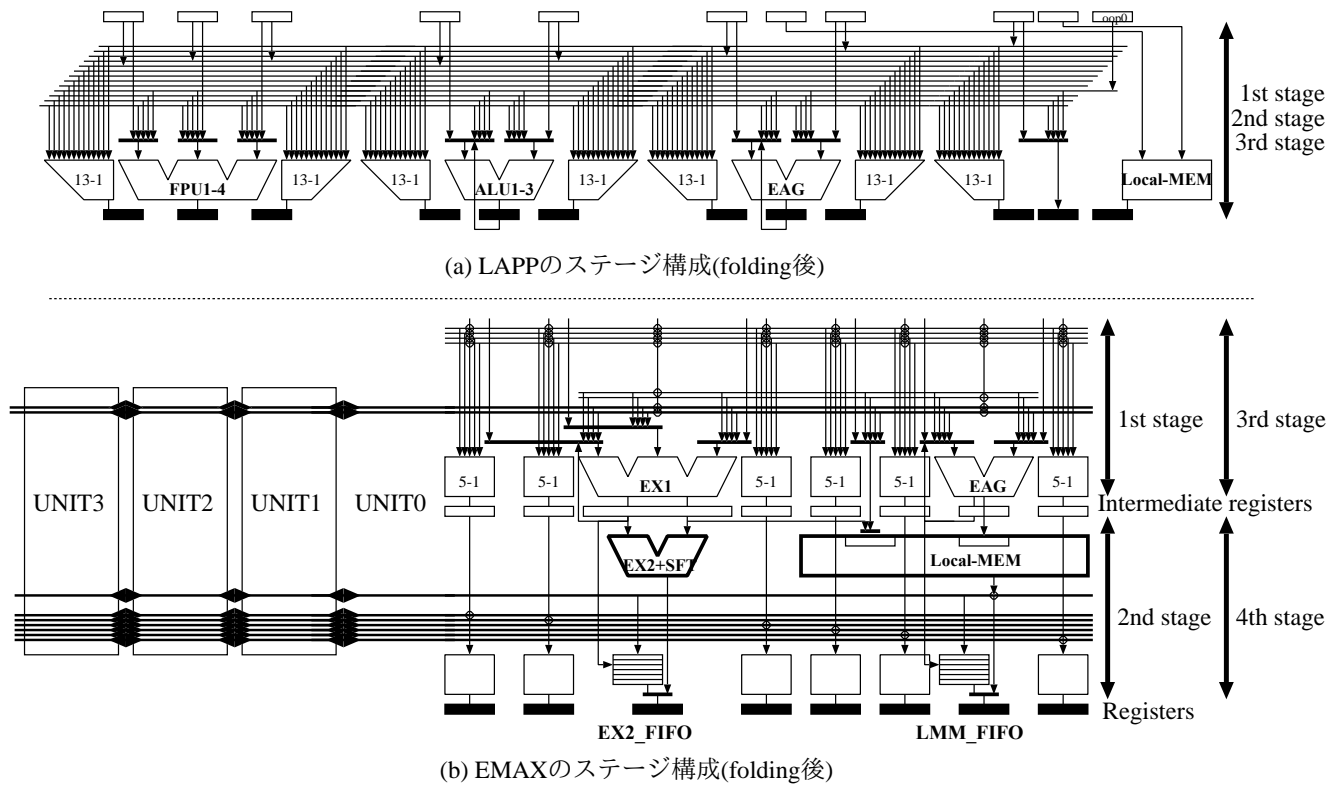 oop0
1st stage
2nd stage
3rd stage
13-1 FPU1-4 13-1 13-1 ALU1-3 13-1 13-1 EAG 13-1 13-1 Local-MEM
(a) LAPPのステージ構成(folding後)
1st stage 3rd stage
UNIT3 UNIT2 UNIT1 UNIT0 5-1 5-1 EX1 5-1 5-1 5-1 EAG 5-1
Intermediate registers
EX2+SFT Local-MEM
2nd stage 4th stage
Registers
EX2_FIFO LMM_FIFO
(b) EMAXのステージ構成(folding後)